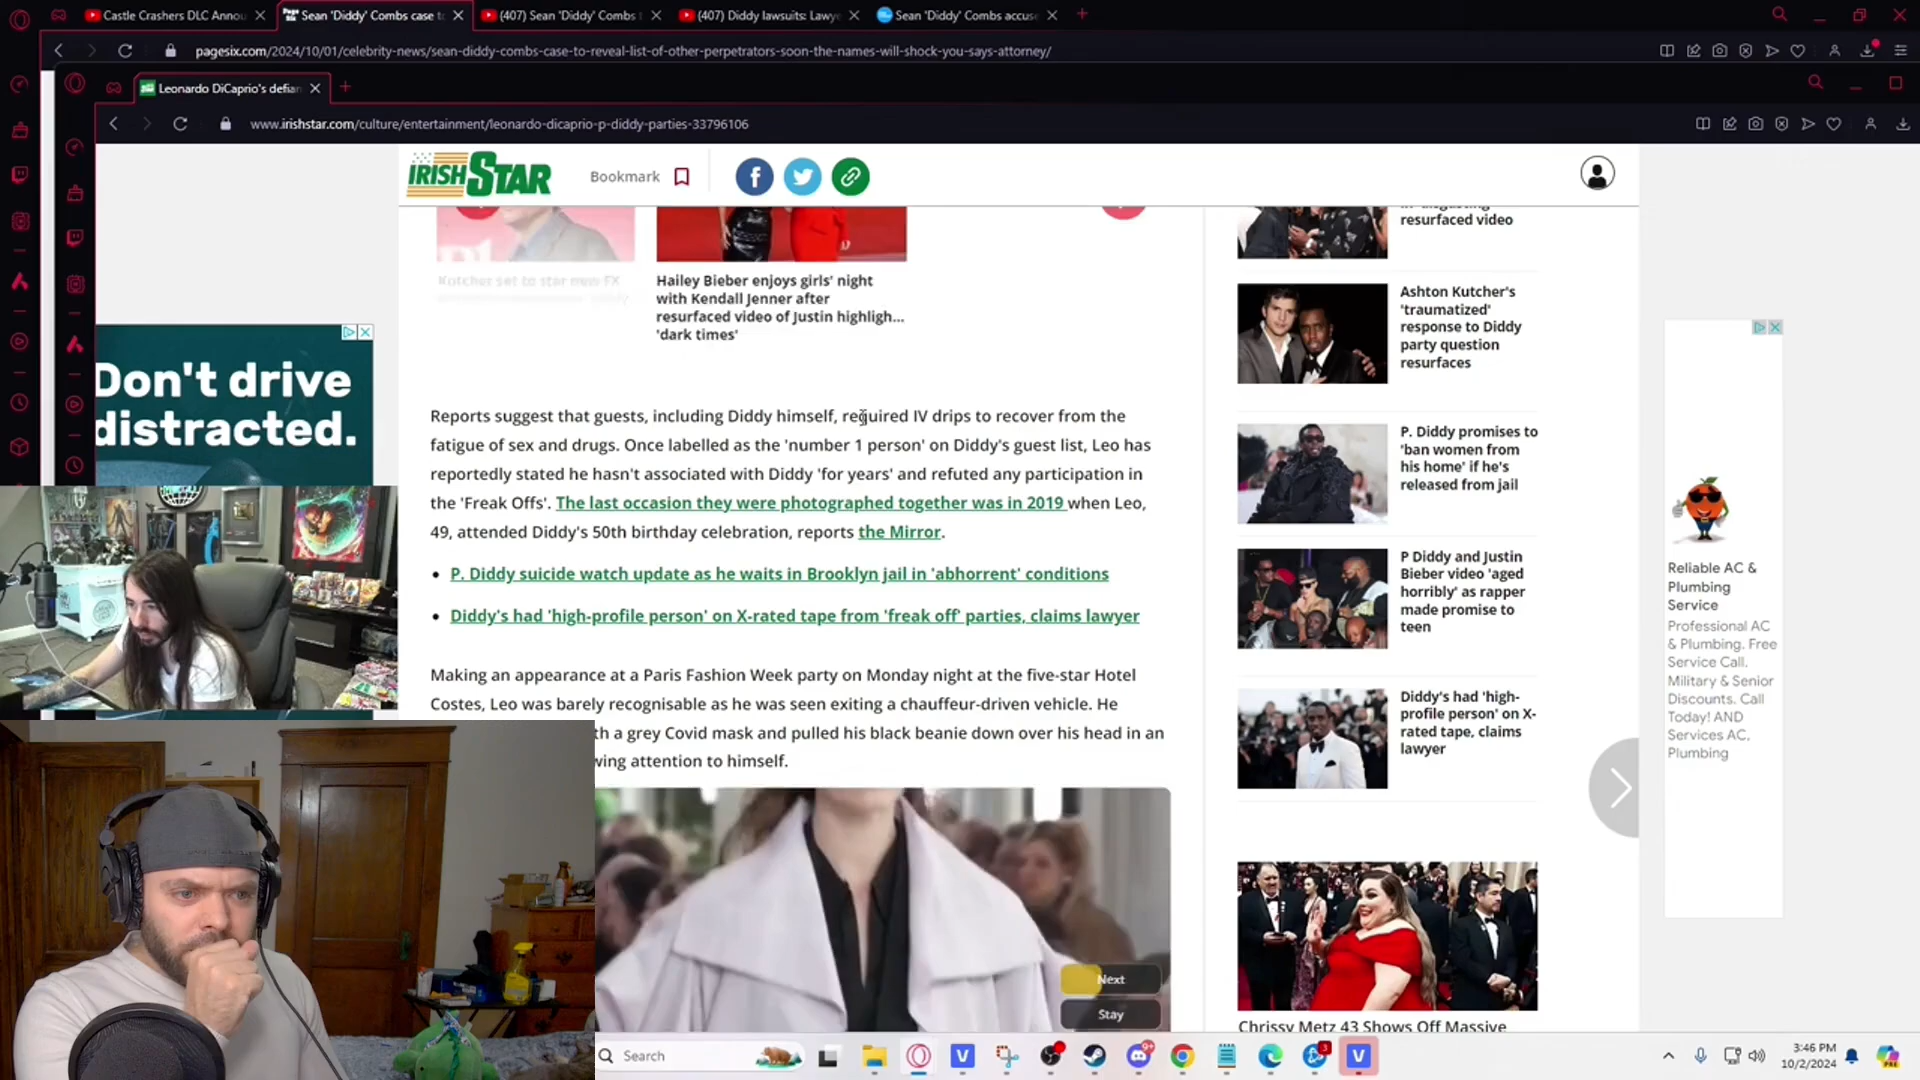 Castle Crashers DLC Annou
Sean 'Diddy' Combs case to
(407) Sean 'Diddy' Combs
(407) Diddy lawsuits: Lawye
Sean 'Diddy' Combs accuse
pagesix.com/2024/10/01/celebrity-news/sean-diddy-combs-case-to-reveal-list-of-other-perpetrators-soon-the-names-will-shock-you-says-attorney/
Leonardo DiCaprio's defian
www.irishstar.com/culture/entertainment/leonardo-dicaprio-p-diddy-parties-33796106
IRISH STAR
Bookmark
Kutcher set to star new FX
Hailey Bieber enjoys girls' night
with Kendall Jenner after
resurfaced video of Justin highligh...
'dark times'
Don't drive
distracted.
Reports suggest that guests, including Diddy himself, required IV drips to recover from the
fatigue of sex and drugs. Once labelled as the 'number 1 person' on Diddy's guest list, Leo has
reportedly stated he hasn't associated with Diddy 'for years' and refuted any participation in
the 'Freak Offs'. The last occasion they were photographed together was in 2019 when Leo,
49, attended Diddy's 50th birthday celebration, reports the Mirror.
• P. Diddy suicide watch update as he waits in Brooklyn jail in 'abhorrent' conditions
• Diddy's had 'high-profile person' on X-rated tape from 'freak off' parties, claims lawyer
Making an appearance at a Paris Fashion Week party on Monday night at the five-star Hotel
Costes, Leo was barely recognisable as he was seen exiting a chauffeur-driven vehicle. He
th a grey Covid mask and pulled his black beanie down over his head in an
wing attention to himself.
Next
Stay
resurfaced video
Ashton Kutcher's
'traumatized'
response to Diddy
party question
resurfaces
P. Diddy promises to
'ban women from
his home' if he's
released from jail
P Diddy and Justin
Bieber video 'aged
horribly' as rapper
made promise to
teen
Diddy's had 'high-
profile person' on X-
rated tape, claims
lawyer
Chrissy Metz 43 Shows Off Massive
Reliable AC &
Plumbing
Service
Professional AC
& Plumbing. Free
Service Call.
Military & Senior
Discounts. Call
Today! AND
Services AC,
Plumbing
Search
3:46 PM
10/2/2024